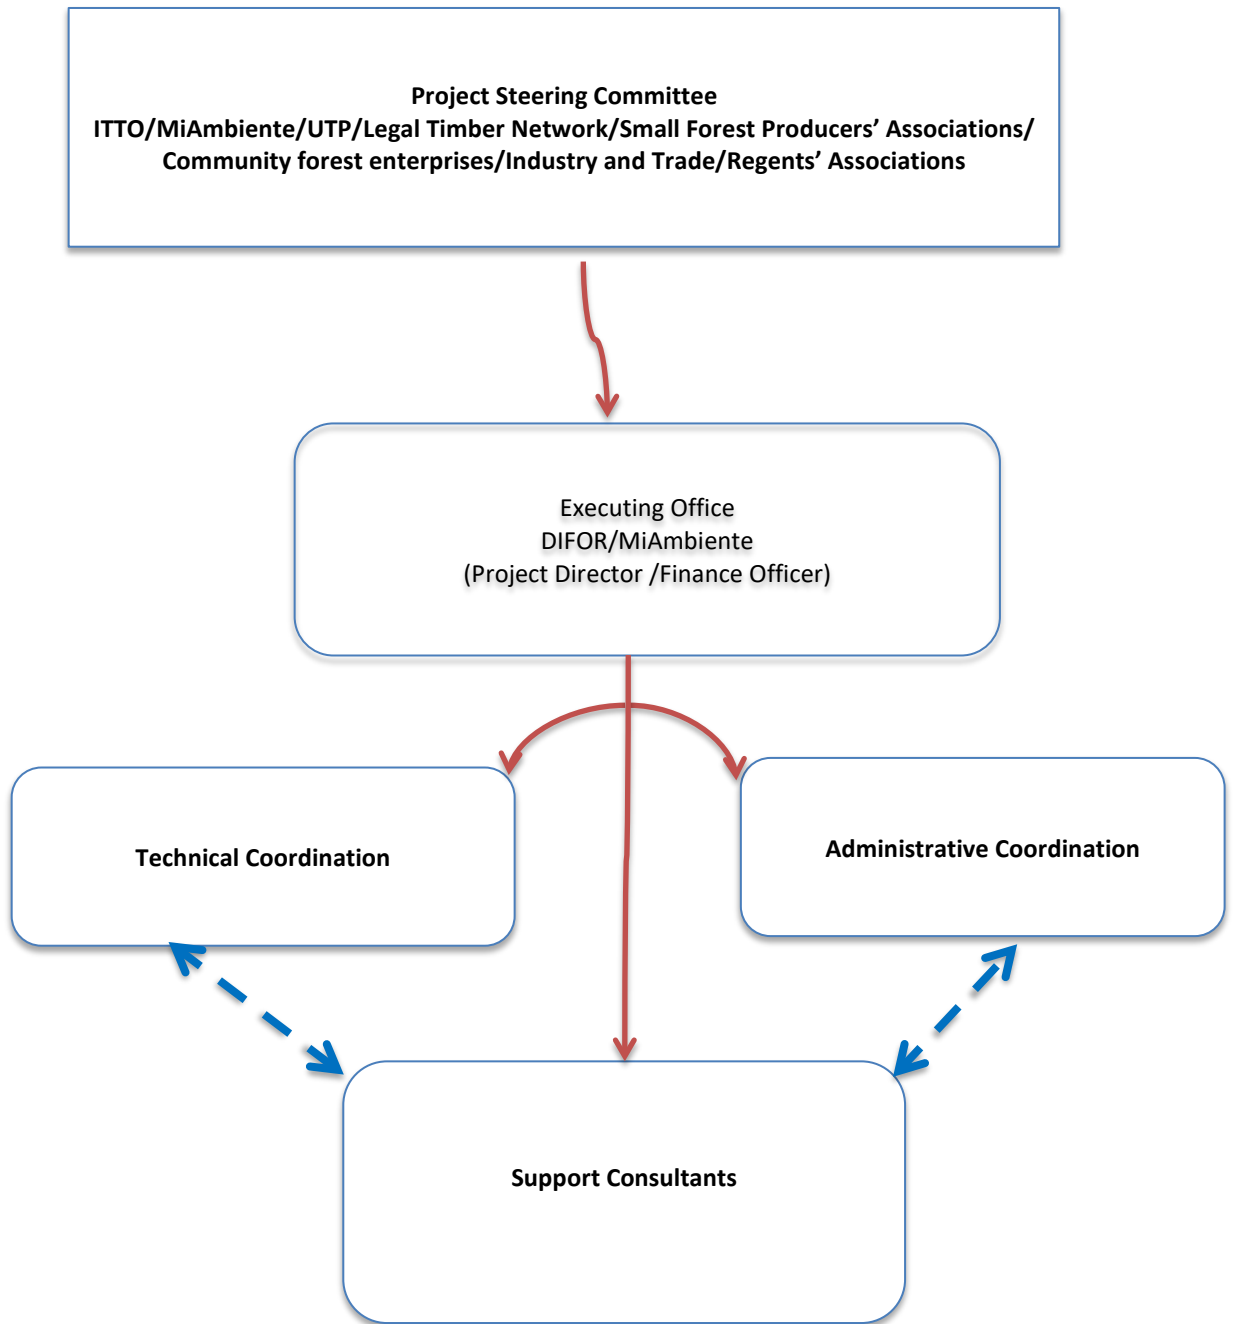 Project Steering Committee
ITTO/MiAmbiente/UTP/Legal Timber Network/Small Forest Producers’ Associations/
Community forest enterprises/Industry and Trade/Regents’ Associations
Executing Office
DIFOR/MiAmbiente
(Project Director /Finance Officer)
Technical Coordination
Administrative Coordination
Support Consultants